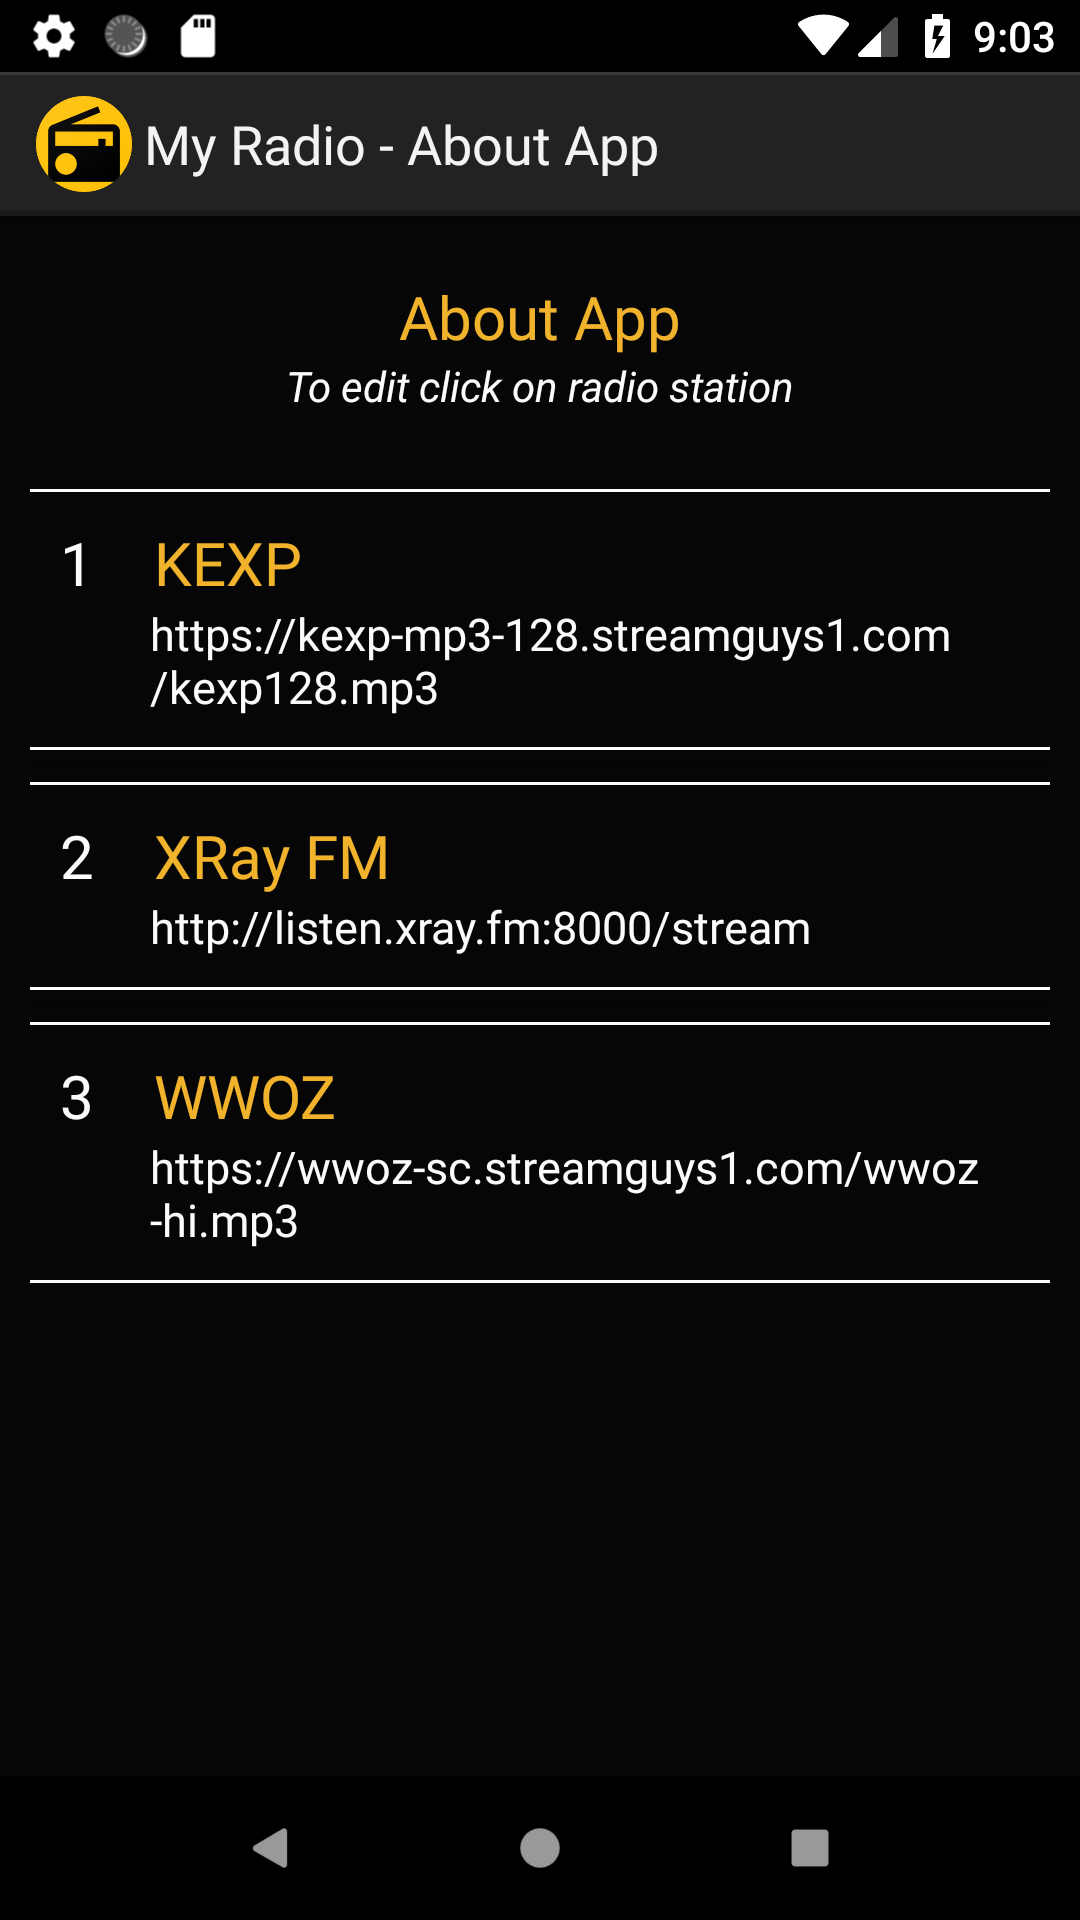 9:03
My Radio - About App
About App
To edit click on radio station
1 KEXP
https://kexp-mp3-128.streamguys1.com
/kexp128.mp3
2 XRay FM
http://listen.xray.fm:8000/stream
3 WWOZ
https://wwoz-sc.streamguys1.com/wwoz
-hi.mp3